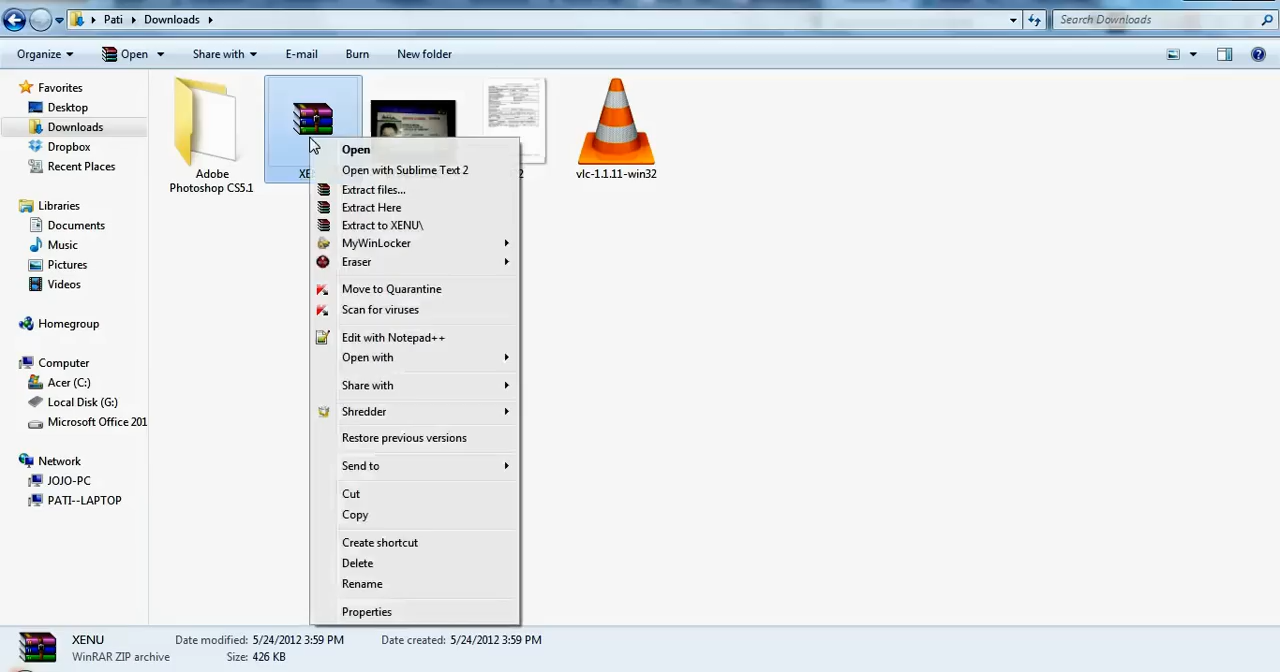 Pati Downloads
Search Downloads
Organize Open Share with E-mail Burn New folder
Favorites
Desktop
Downloads
Dropbox
Recent Places
Libraries
Documents
Music
Pictures
Videos
Homegroup
Computer
Acer (C:)
Local Disk (G:)
Microsoft Office 201
Network
JOJO-PC
PATI--LAPTOP
Adobe
Photoshop CS5.1
XE
2
vlc-1.1.11-win32
Open
Open with Sublime Text 2
Extract files...
Extract Here
Extract to XENU\
MyWinLocker
Eraser
Move to Quarantine
Scan for viruses
Edit with Notepad++
Open with
Share with
Shredder
Restore previous versions
Send to
Cut
Copy
Create shortcut
Delete
Rename
Properties
XENU Date modified: 5/24/2012 3:59 PM Date created: 5/24/2012 3:59 PM
WinRAR ZIP archive Size: 426 KB